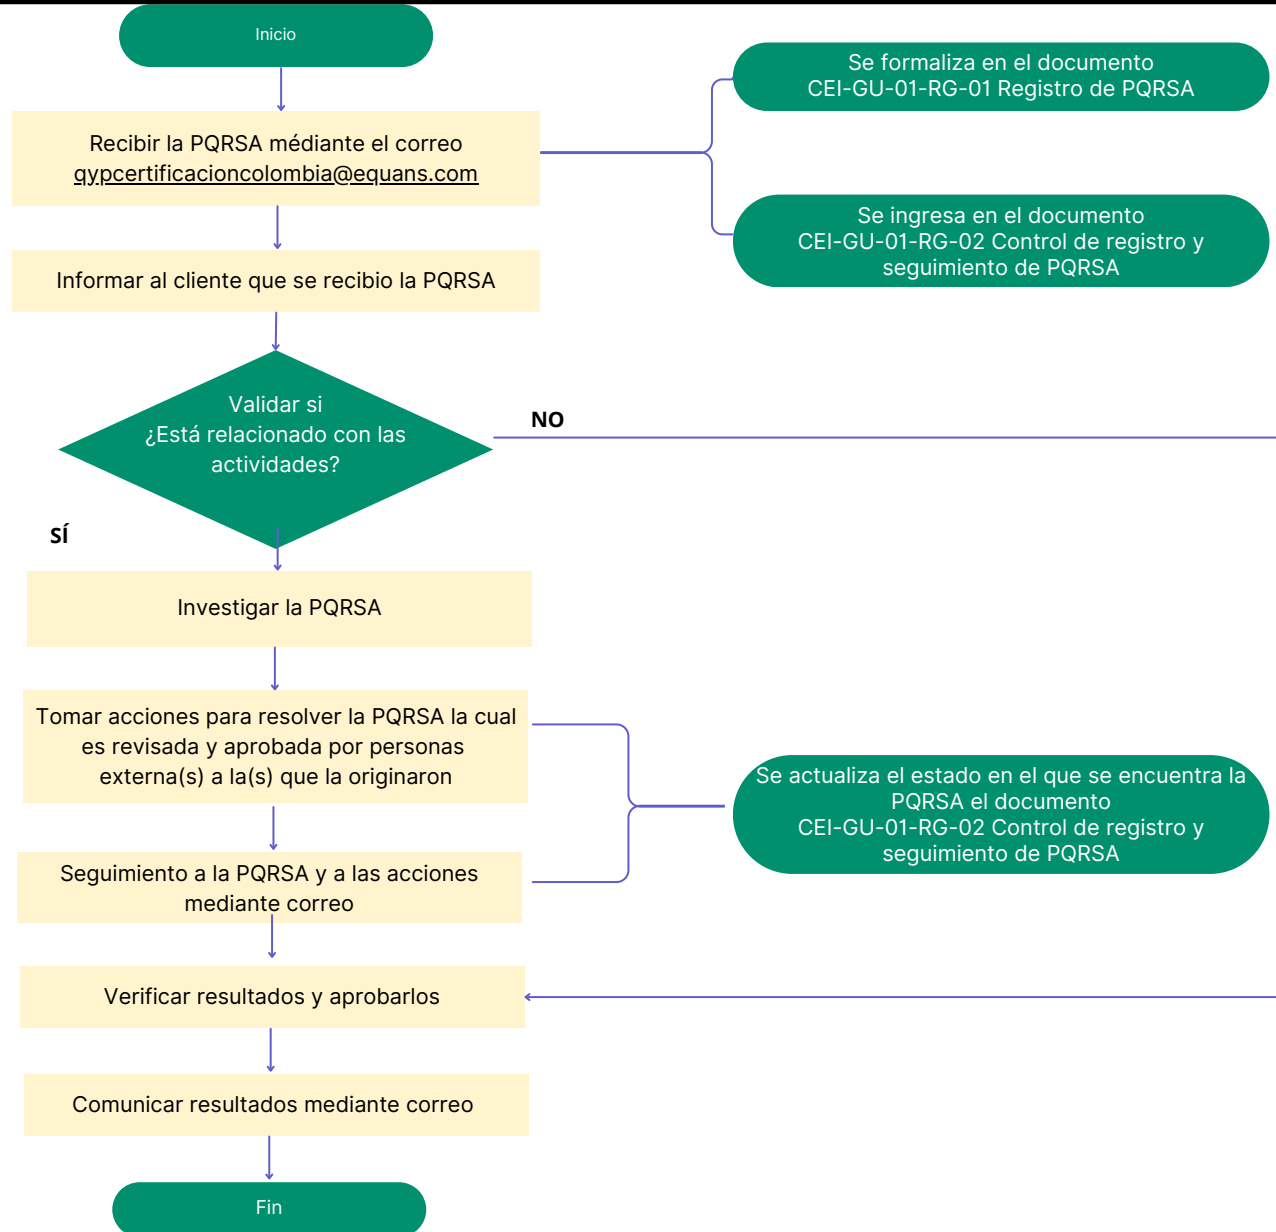 Inicio
Se formaliza en el documento
CEI-GU-01-RG-01 Registro de PQRSA
Recibir la PQRSA médiante el correo
qypcertificacioncolombia@equans.com
Se ingresa en el documento
CEI-GU-01-RG-02 Control de registro y
seguimiento de PQRSA
Informar al cliente que se recibio la PQRSA
Validar si
¿Está relacionado con las
actividades?
NO
SÍ
Investigar la PQRSA
Tomar acciones para resolver la PQRSA la cual
es revisada y aprobada por personas
externa(s) a la(s) que la originaron
Se actualiza el estado en el que se encuentra la
PQRSA el documento
CEI-GU-01-RG-02 Control de registro y
seguimiento de PQRSA
Seguimiento a la PQRSA y a las acciones
mediante correo
Verificar resultados y aprobarlos
Comunicar resultados mediante correo
Fin